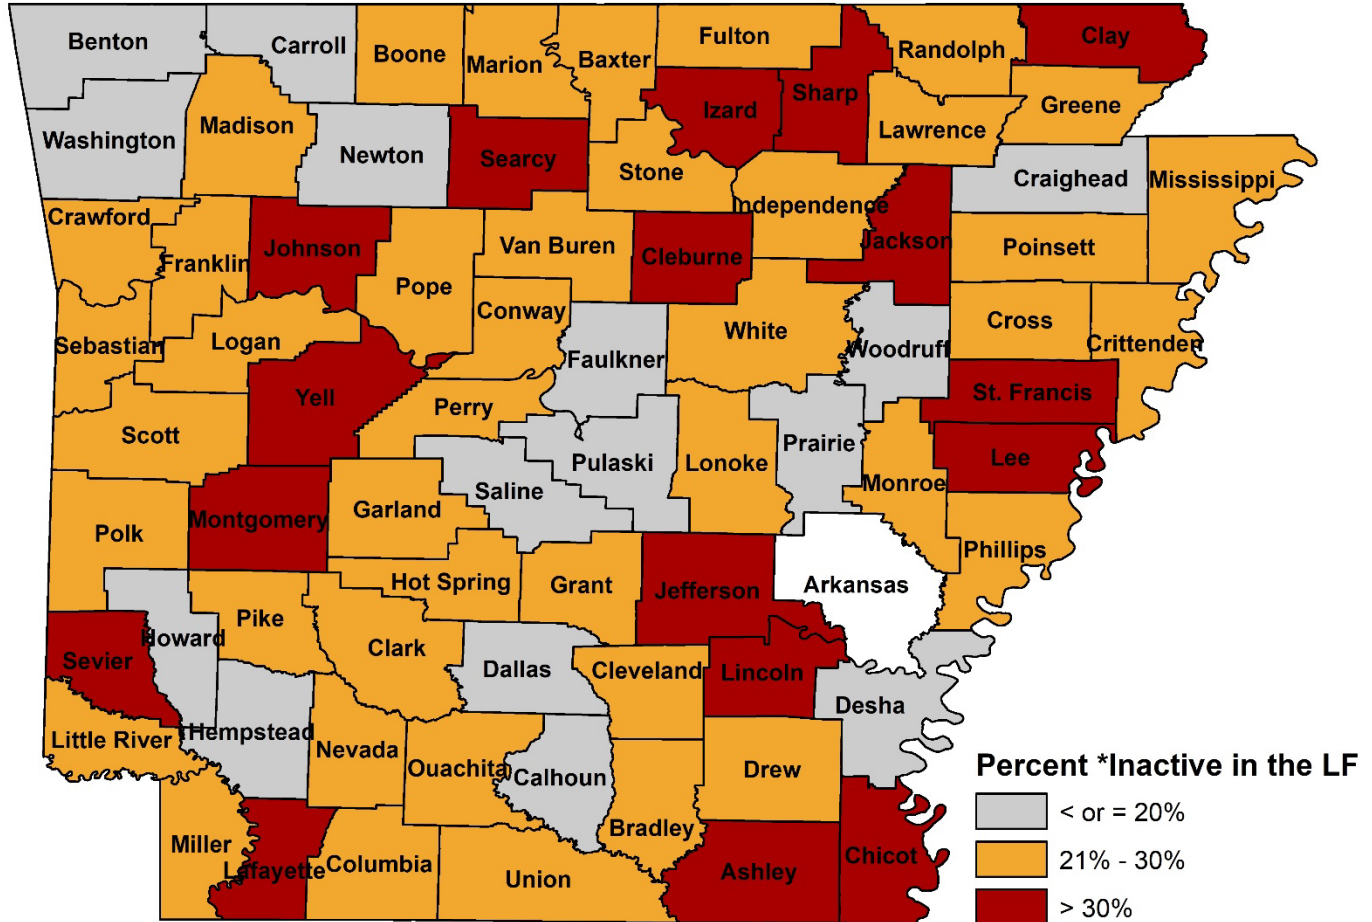 Benton
Carroll
Boone
Marion
Baxter
Fulton
Randolph
Clay
Washington
Madison
Newton
Searcy
Izard
Sharp
Lawrence
Greene
Stone
Independence
Craighead
Mississippi
Crawford
Franklin
Johnson
Pope
Van Buren
Cleburne
Jackson
Poinsett
Conway
White
Woodruff
Cross
Crittenden
Sebastian
Logan
Faulkner
Yell
Perry
St. Francis
Scott
Saline
Pulaski
Lonoke
Prairie
Monroe
Lee
Polk
Montgomery
Garland
Phillips
Hot Spring
Grant
Jefferson
Arkansas
Sevier
Howard
Pike
Clark
Dallas
Cleveland
Lincoln
Desha
Little River
Hempstead
Nevada
Ouachita
Calhoun
Drew
Miller
Lafayette
Columbia
Union
Bradley
Ashley
Chicot
Percent *Inactive in the LF
< or = 20%
21% - 30%
> 30%